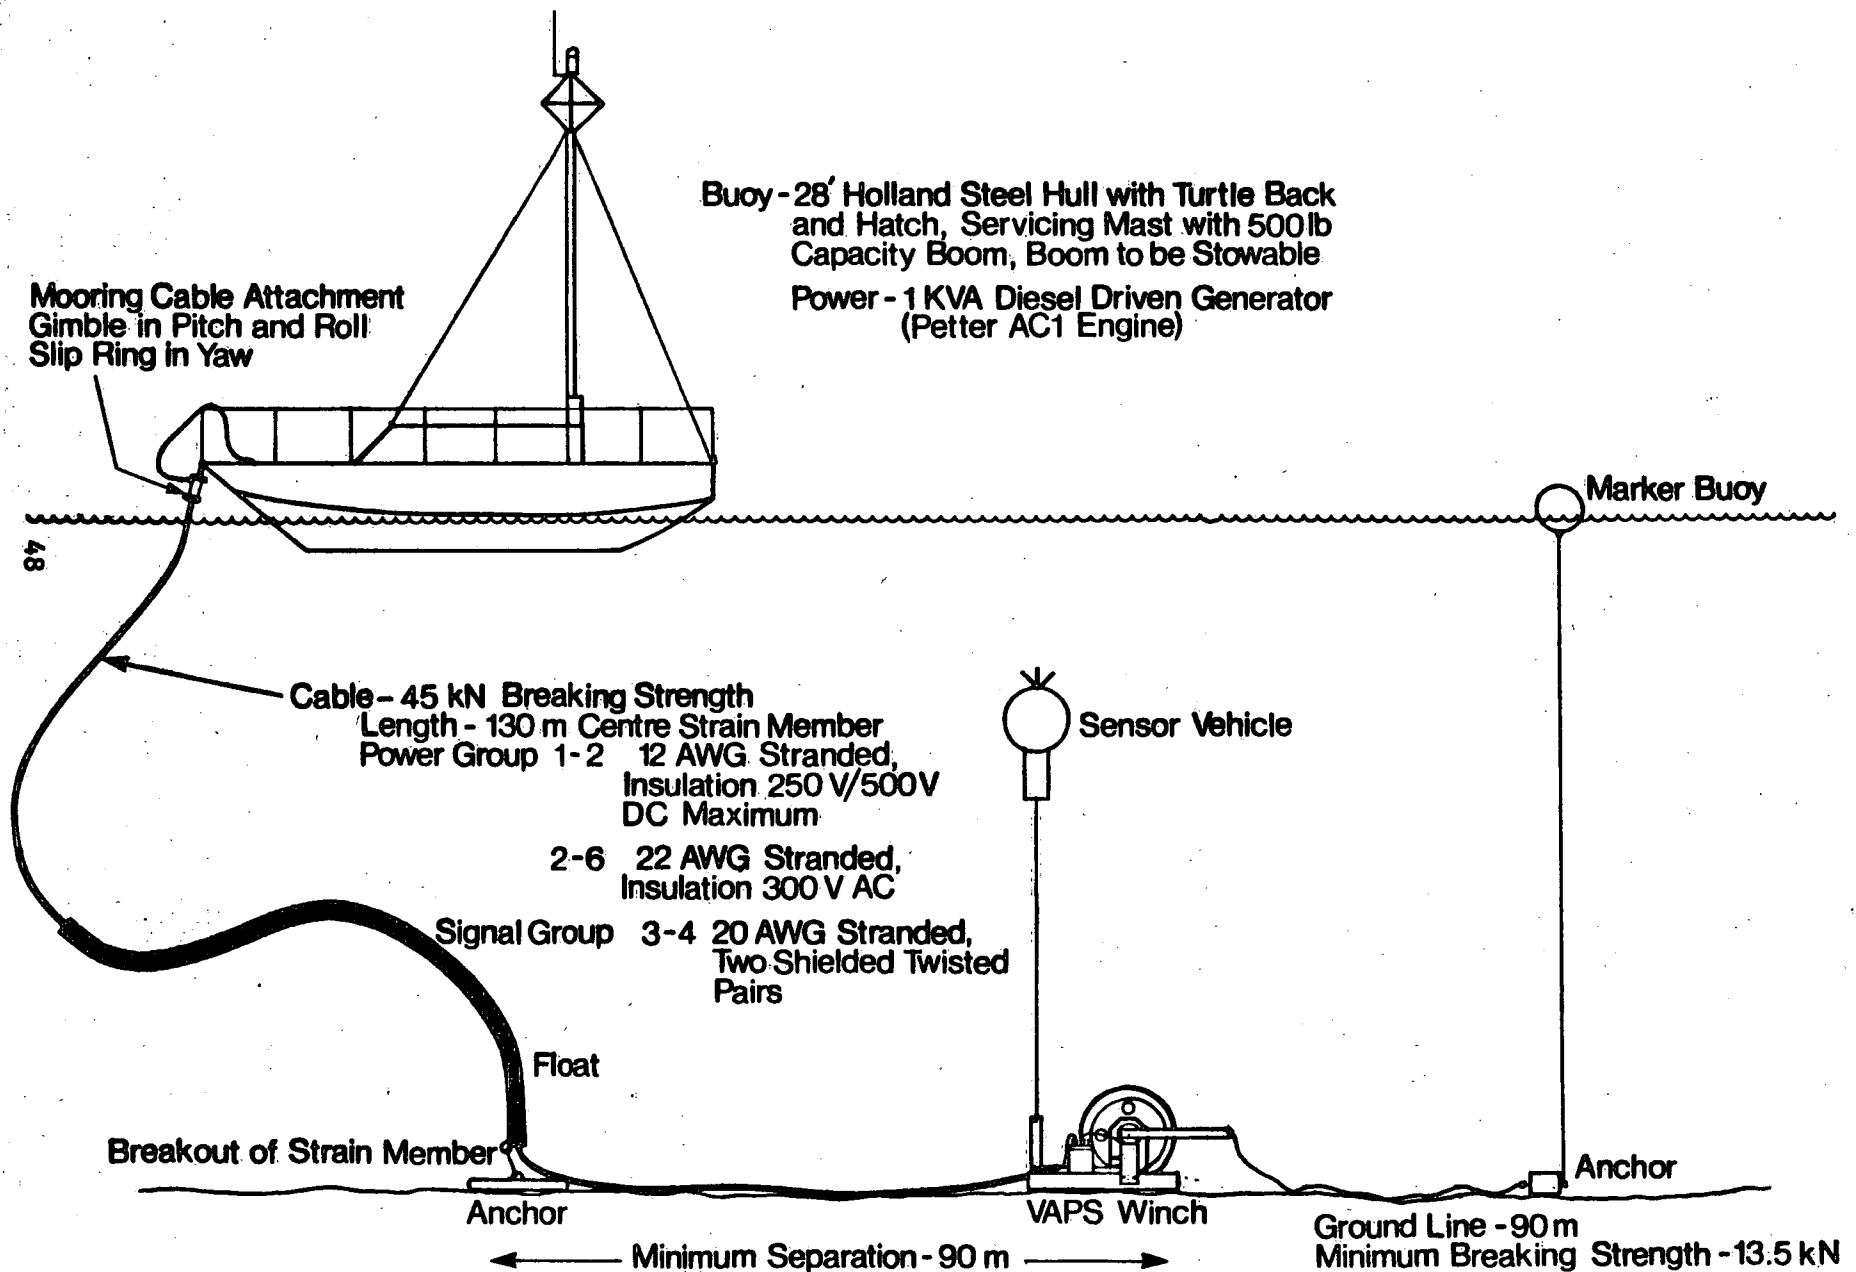 Buoy - 28' Holland Steel Hull with Turtle Back
and Hatch, Servicing Mast with 500 lb
Capacity Boom, Boom to be Stowable
Power - 1 KVA Diesel Driven Generator
(Petter AC1 Engine)
Mooring Cable Attachment
Gimble in Pitch and Roll
Slip Ring in Yaw
Marker Buoy
48
Cable - 45 kN Breaking Strength
Length - 130 m Centre Strain Member
Power Group 1-2 12 AWG Stranded,
Insulation 250 V/500 V
DC Maximum
2-6 22 AWG Stranded,
Insulation 300 V AC
Signal Group 3-4 20 AWG Stranded,
Two Shielded Twisted
Pairs
Sensor Vehicle
Float
Breakout of Strain Member
Anchor
VAPS Winch
Anchor
Minimum Separation - 90 m
Ground Line - 90 m
Minimum Breaking Strength - 13.5 kN